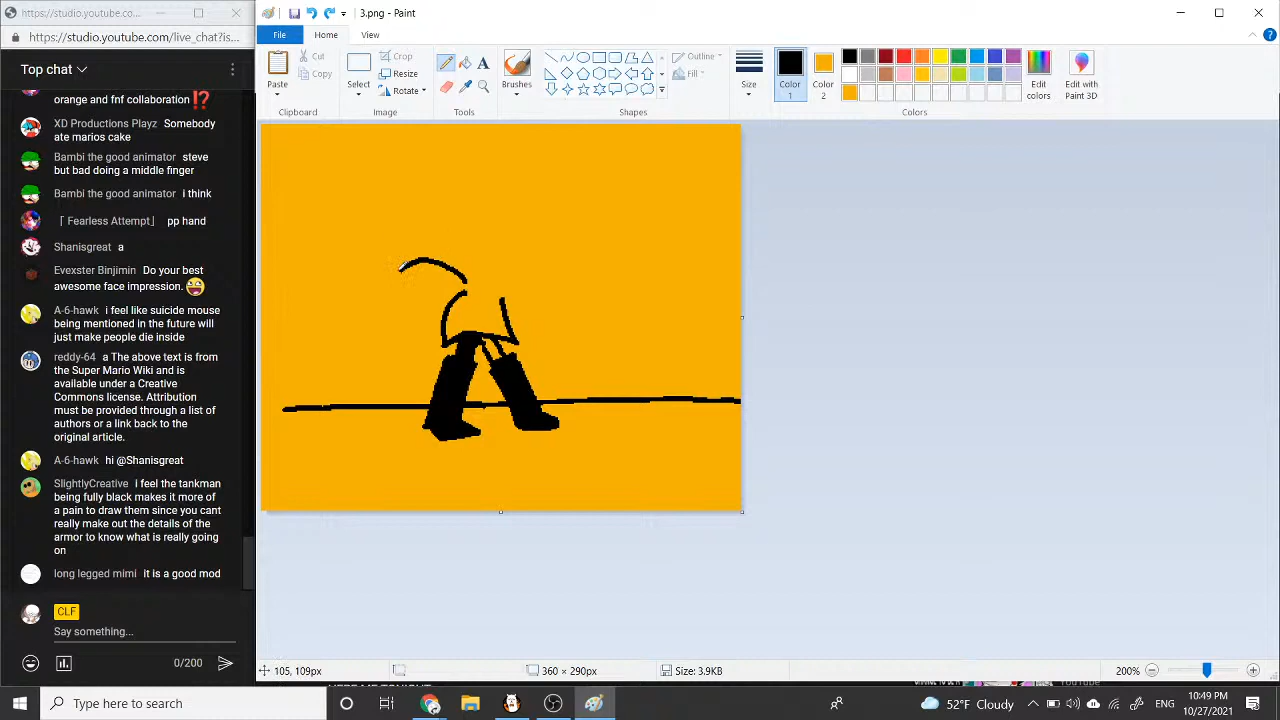 https://studio.youtube.co...
https://studio.youtube.com/live_chat?is...
Top chat
orange and fnf collaboration ⁉
XD Productions Playz Somebody
ate marios cake
Bambi the good animator steve
but bad doing a middle finger
Bambi the good animator i think
「 Fearless Attempt」 pp hand
Shanisgreat a
Evexster Binjimin Do your best
awesome face impression. 😄
A-6-hawk i feel like suicide mouse
being mentioned in the future will
just make people die inside
reddy-64 a The above text is from
the Super Mario Wiki and is
available under a Creative
Commons license. Attribution
must be provided through a list of
authors or a link back to the
original article.
A-6-hawk hi @Shanisgreat
SlightlyCreative i feel the tankman
being fully black makes it more of
a pain to draw them since you cant
really make out the details of the
armor to know what is really going
on
long legged mimi it is a good mod
CLF
Say something...
0/200
3.png - Paint
File Home View
Paste
Cut
Copy
Clipboard
Select
Crop
Resize
Rotate
Image
A
Tools
Brushes
Outline
Fill
Shapes
Size
Color
1
Color
2
Edit
colors
Edit with
Paint 3D
Colors
105, 109px
360 × 290px
Size: 3.9KB
200%
YouTube
Type here to search
52°F Cloudy
ENG
10:49 PM
10/27/2021